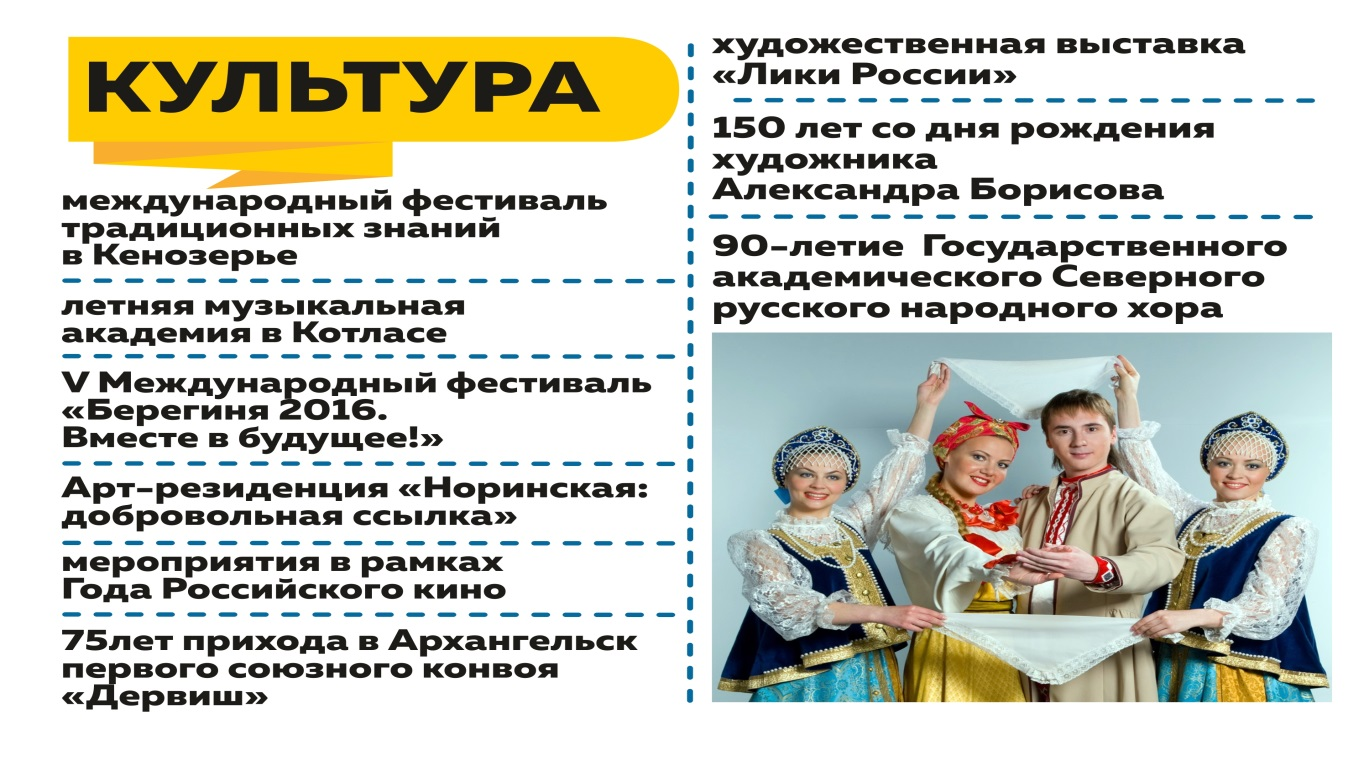 КУЛЬТУРА
международный фестиваль
традиционных знаний
в Кенозерье
летняя музыкальная
академия в Котласе
V Международный фестиваль
«Берегиня 2016.
Вместе в будущее!»
Арт-резиденция «Норинская:
добровольная ссылка»
мероприятия в рамках
Года Российского кино
75лет прихода в Архангельск
первого союзного конвоя
«Дервиш»
художественная выставка
«Лики России»
150 лет со дня рождения
художника
Александра Борисова
90-летие Государственного
академического Северного
русского народного хора